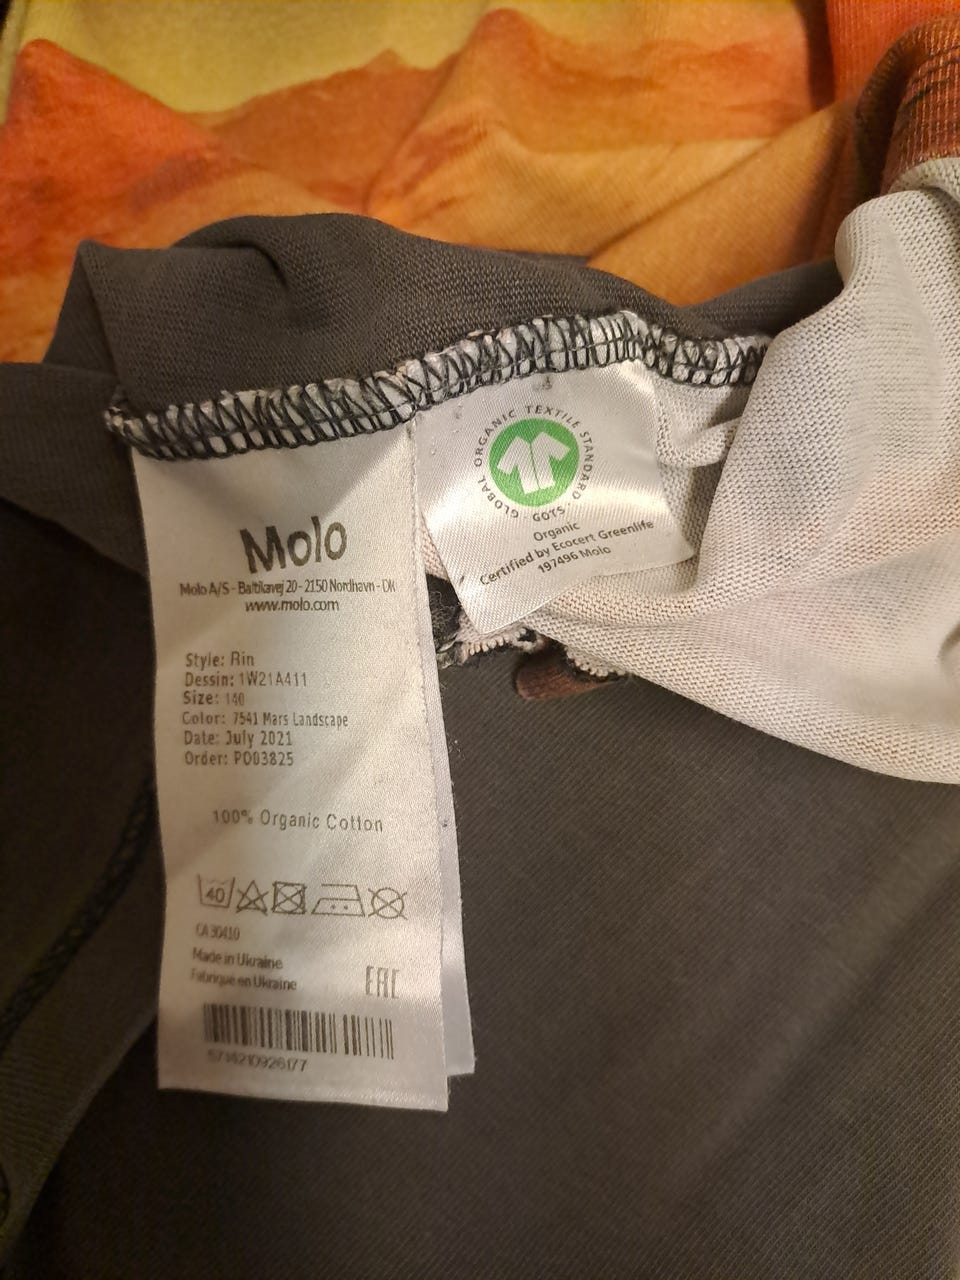 Molo
Molo A/S - Baltikavej 20 - 2150 Nordhavn - DK
www.molo.com
Style: Rin
Dessin: 1W21A411
Size: 140
Color: 7541 Mars Landscape
Date: July 2021
Order: PO03825
100% Organic Cotton
40
CA 30410
Made in Ukraine
Fabrique en Ukraine
EAC
5714210926177
GLOBAL ORGANIC TEXTILE STANDARD · GOTS ·
Organic
Certified by Ecocert Greenlife
197496 Molo